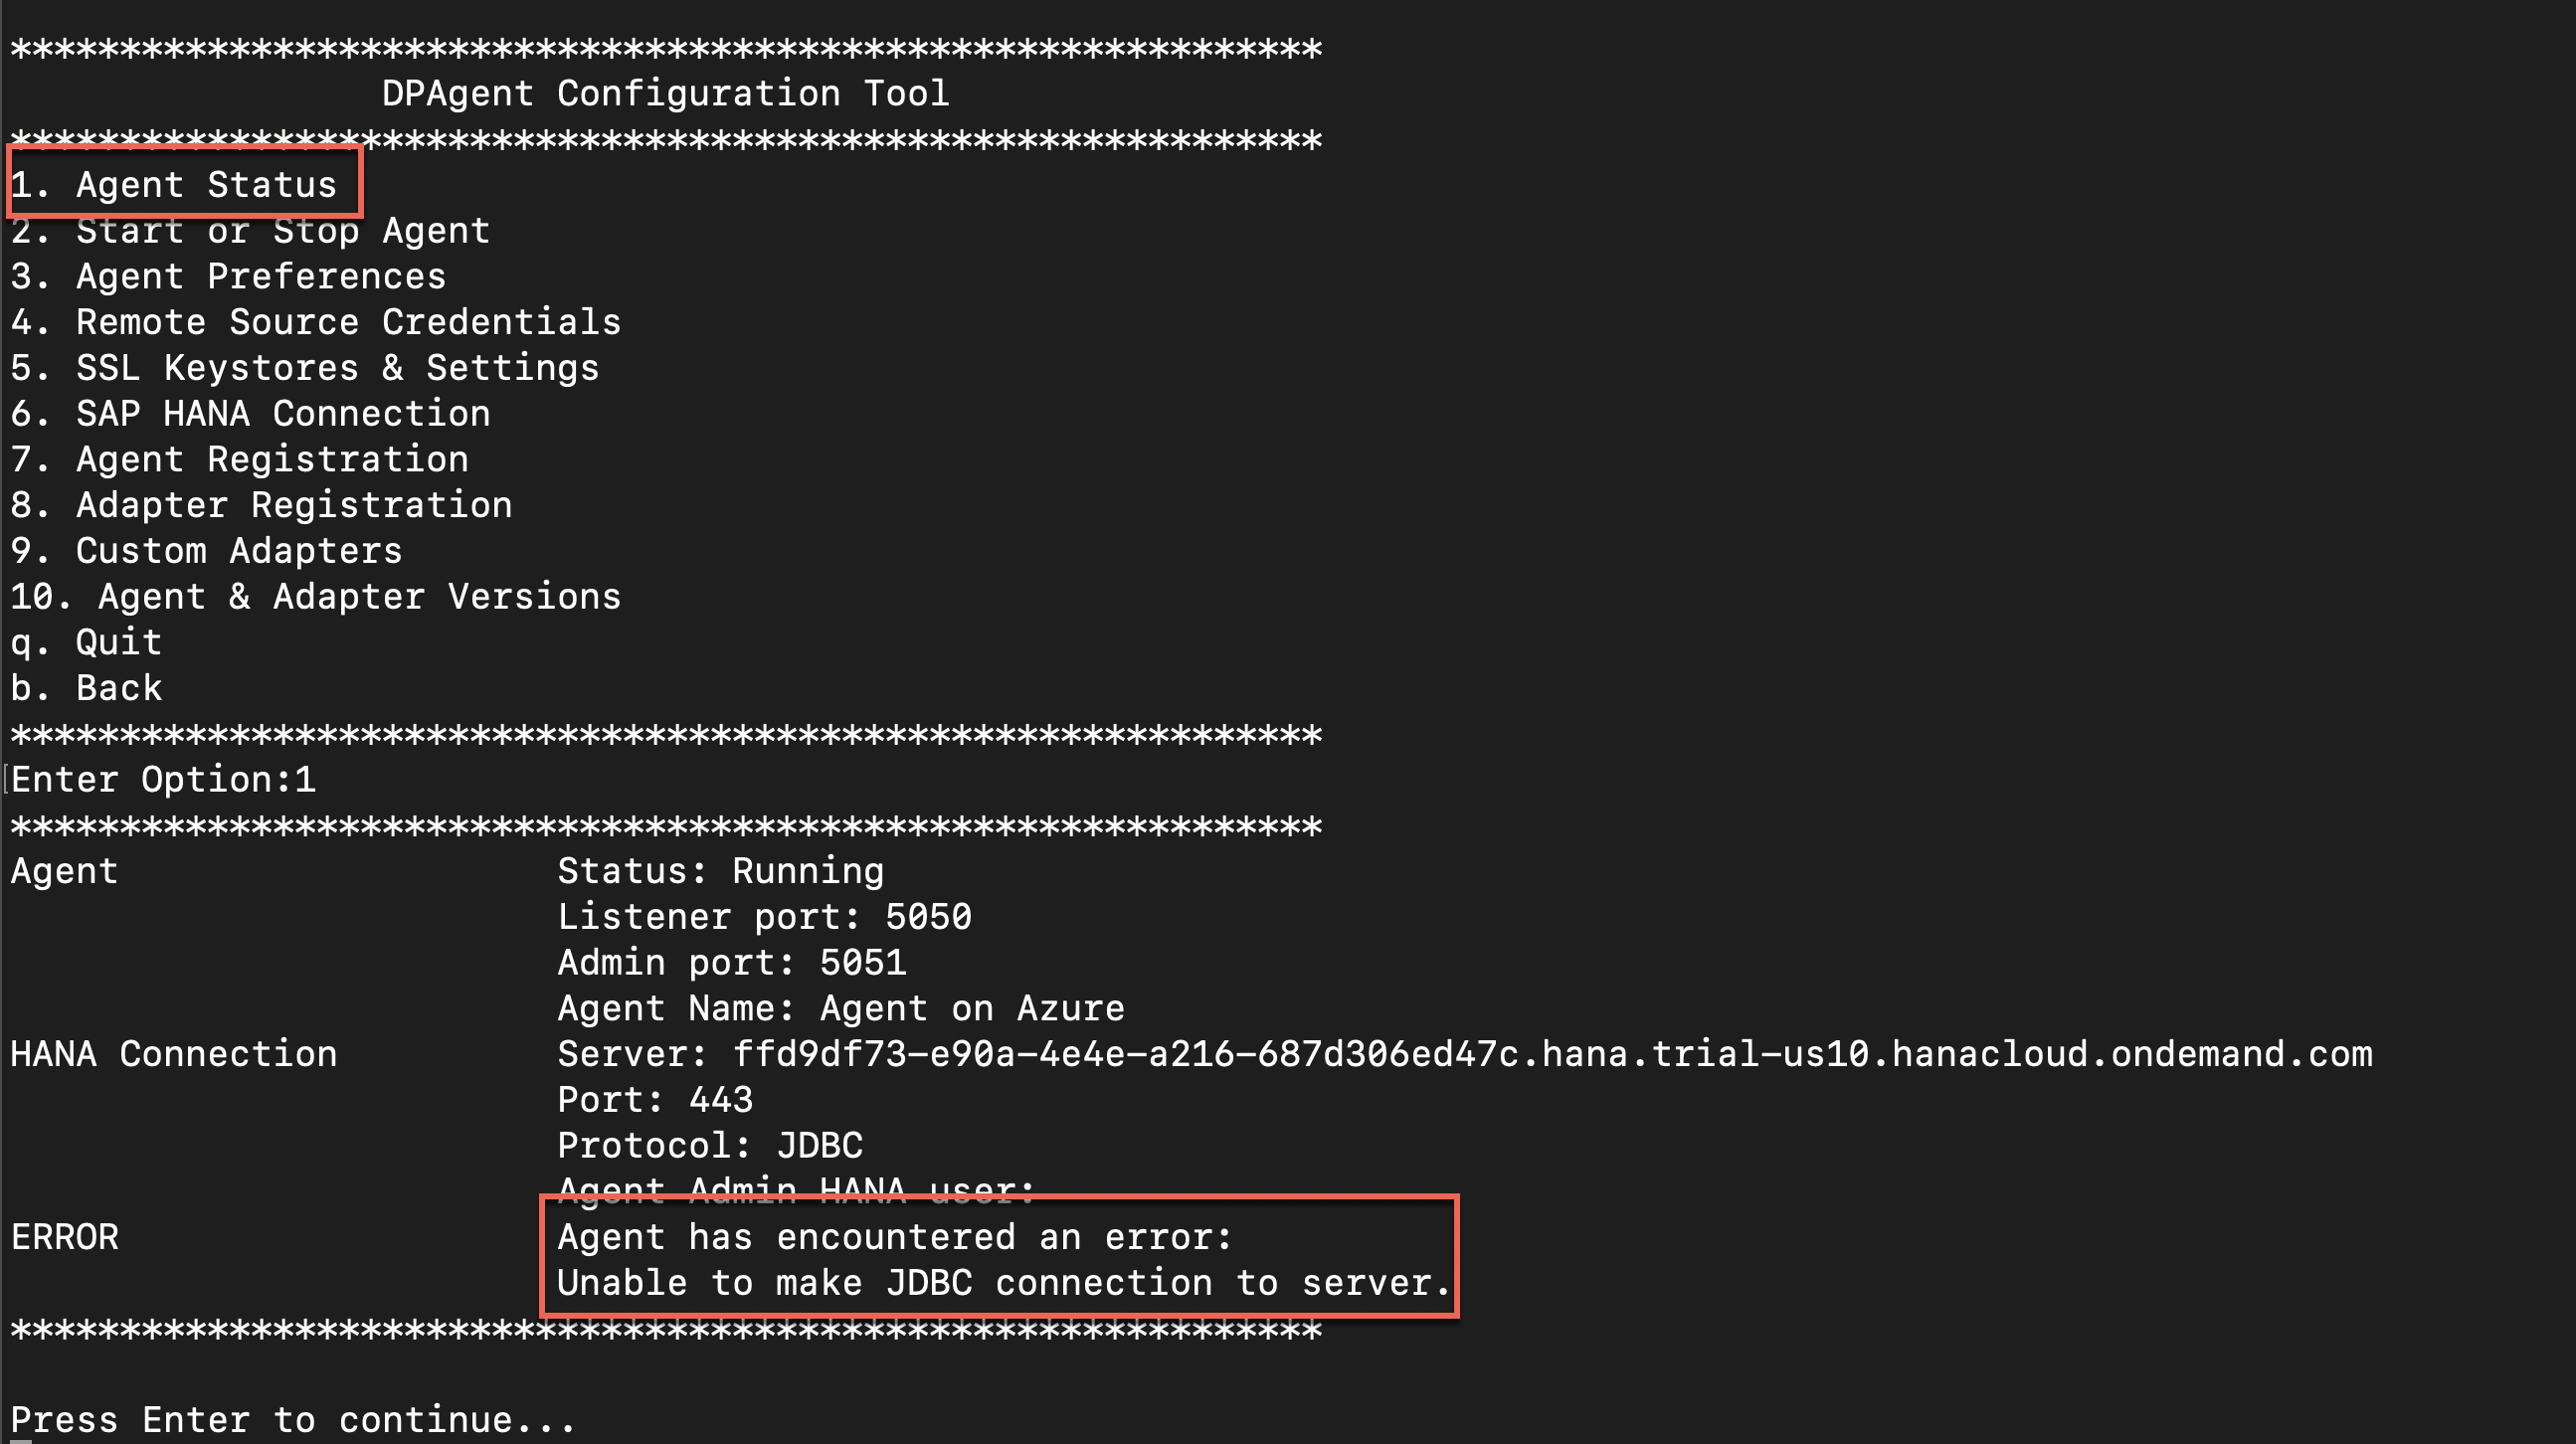 ************************************************************
DPAgent Configuration Tool
************************************************************
1. Agent Status
2. Start or Stop Agent
3. Agent Preferences
4. Remote Source Credentials
5. SSL Keystores & Settings
6. SAP HANA Connection
7. Agent Registration
8. Adapter Registration
9. Custom Adapters
10. Agent & Adapter Versions
q. Quit
b. Back
************************************************************
Enter Option:1
************************************************************
Agent Status: Running
Listener port: 5050
Admin port: 5051
Agent Name: Agent on Azure
HANA Connection Server: ffd9df73-e90a-4e4e-a216-687d306ed47c.hana.trial-us10.hanacloud.ondemand.com
Port: 443
Protocol: JDBC
Agent Admin HANA user:
ERROR Agent has encountered an error:
Unable to make JDBC connection to server.
************************************************************
Press Enter to continue...